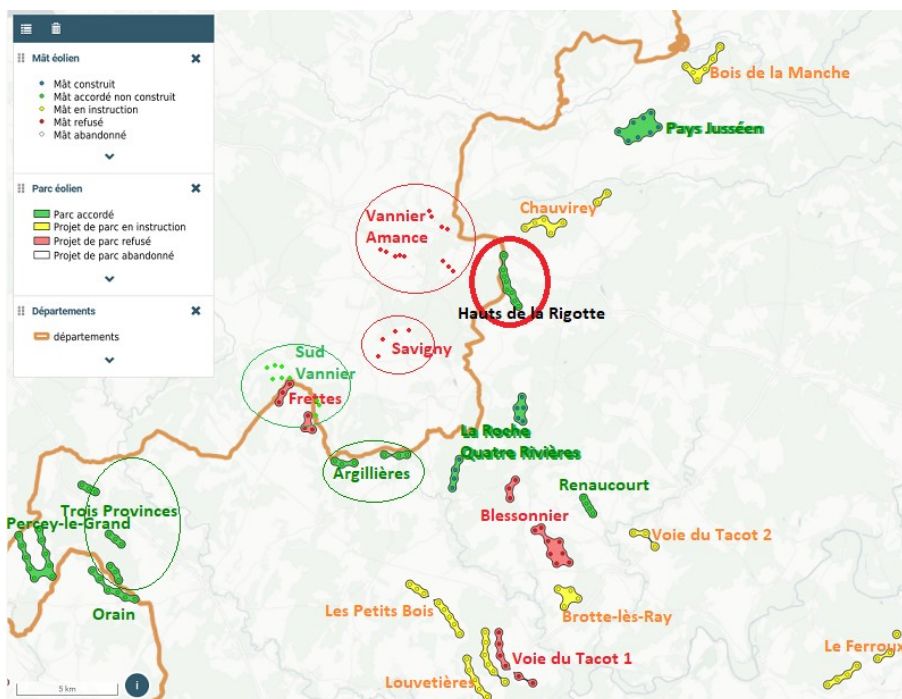 Mât éolien
Mât construit
Mât accordé non construit
Mât en instruction
Mât refusé
Mât abandonné
Parc éolien
Parc accordé
Projet de parc en instruction
Projet de parc refusé
Projet de parc abandonné
Départements
départements
Bois de la Manche
Pays Jusséen
Chauvirey
Vannier
Amance
Hauts de la Rigotte
Savigny
Sud
Vannier
Frettes
La Roche
Quatre Rivières
Argillières
Renaucourt
Trois Provinces
Percey-le-Grand
Blessonnier
Voie du Tacot 2
Orain
Les Petits Bois
Brotte-lès-Ray
Voie du Tacot 1
Le Ferroux
Louvetières
5 km
i